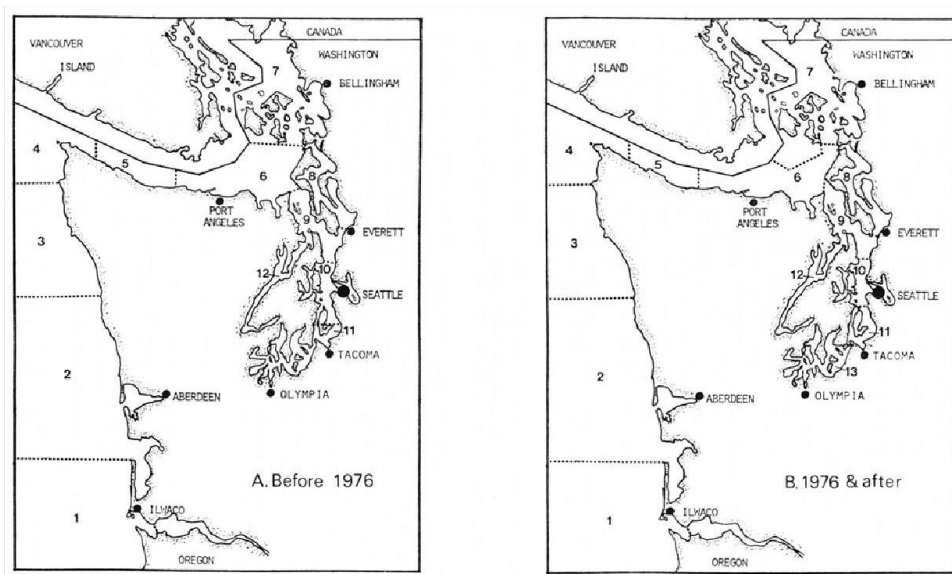 CANADA
VANCOUVER
WASHINGTON
ISLAND
7
BELLINGHAM
4
5
6
8
PORT
ANGELES
9
EVERETT
3
12
10
SEATTLE
11
TACOMA
2
ABERDEEN
OLYMPIA
A. Before 1976
1
ILWACO
OREGON
CANADA
VANCOUVER
WASHINGTON
ISLAND
7
BELLINGHAM
4
5
6
8
PORT
ANGELES
9
EVERETT
3
12
10
SEATTLE
11
TACOMA
13
2
ABERDEEN
OLYMPIA
B. 1976 & after
1
ILWACO
OREGON